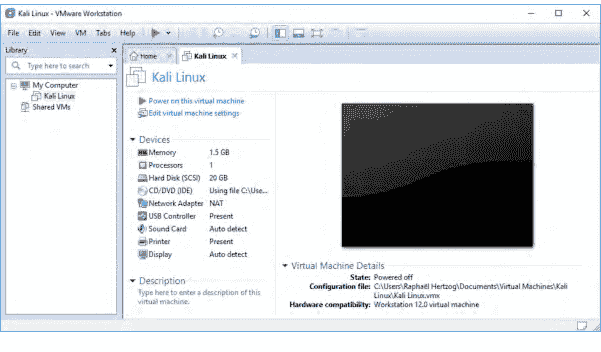 Kali Linux - VMware Workstation
File Edit View VM Tabs Help
Library
Type here to search
My Computer
Kali Linux
Shared VMs
Home
Kali Linux
Kali Linux
Power on this virtual machine
Edit virtual machine settings
Devices
Memory 1.5 GB
Processors 1
Hard Disk (SCSI) 20 GB
CD/DVD (IDE) Using file C:\Use...
Network Adapter NAT
USB Controller Present
Sound Card Auto detect
Printer Present
Display Auto detect
Description
Type here to enter a description of this
virtual machine.
Virtual Machine Details
State: Powered off
Configuration file: C:\Users\Raphaël Hertzog\Documents\Virtual Machines\Kali
Linux\Kali Linux.vmx
Hardware compatibility: Workstation 12.0 virtual machine